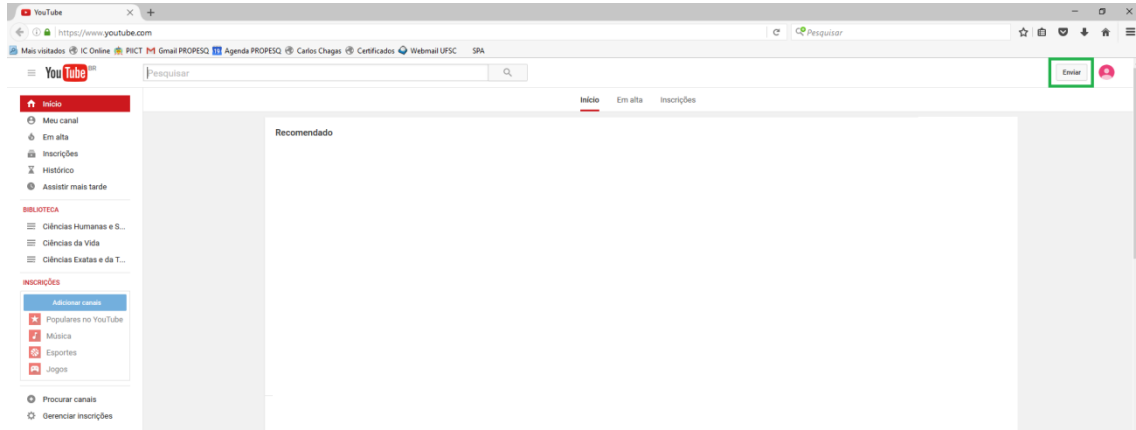 YouTube
https://www.youtube.com
Pesquisar
Mais visitados IC Online PIICT Gmail PROPESQ 19 Agenda PROPESQ Carlos Chagas Certificados Webmail UFSC SPA
YouTube BR
Pesquisar
Enviar
Início Em alta Inscrições
Início
Meu canal
Em alta
Inscrições
Histórico
Assistir mais tarde
BIBLIOTECA
Ciências Humanas e S...
Ciências da Vida
Ciências Exatas e da T...
INSCRIÇÕES
Adicionar canais
Populares no YouTube
Música
Esportes
Jogos
Procurar canais
Gerenciar inscrições
Recomendado